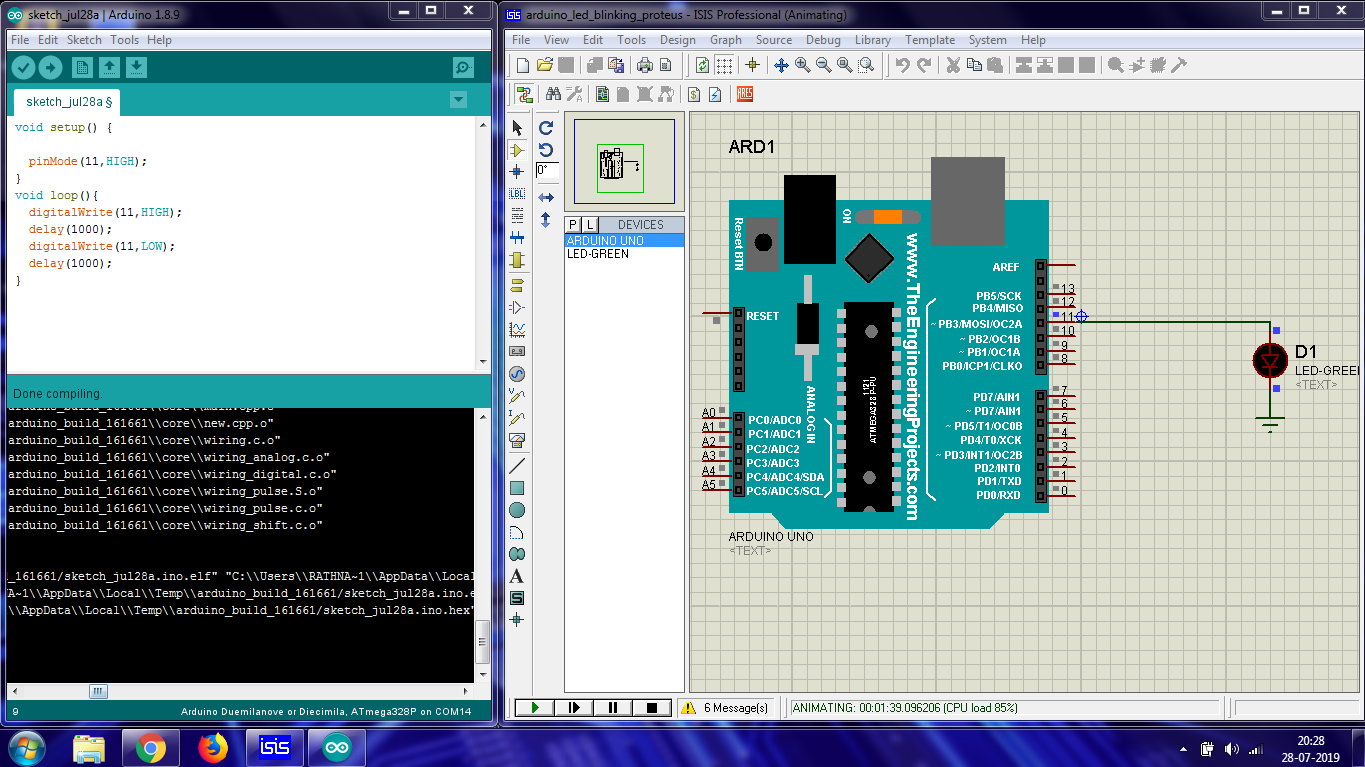 sketch_jul28a | Arduino 1.8.9
File Edit Sketch Tools Help
sketch_jul28a §
void setup() {
pinMode(11,HIGH);
}
void loop(){
digitalWrite(11,HIGH);
delay(1000);
digitalWrite(11,LOW);
delay(1000);
}
Done compiling.
arduino_build_161661\\core\\main.cpp.o"
arduino_build_161661\\core\\new.cpp.o"
arduino_build_161661\\core\\wiring.c.o"
arduino_build_161661\\core\\wiring_analog.c.o"
arduino_build_161661\\core\\wiring_digital.c.o"
arduino_build_161661\\core\\wiring_pulse.S.o"
arduino_build_161661\\core\\wiring_pulse.c.o"
arduino_build_161661\\core\\wiring_shift.c.o"
_161661/sketch_jul28a.ino.elf" "C:\\Users\\RATHNA~1\\AppData\\Local
A~1\\AppData\\Local\\Temp\\arduino_build_161661/sketch_jul28a.ino.e
\\AppData\\Local\\Temp\\arduino_build_161661/sketch_jul28a.ino.hex"
9
Arduino Duemilanove or Diecimila, ATmega328P on COM14
isis arduino_led_blinking_proteus - ISIS Professional (Animating)
File View Edit Tools Design Graph Source Debug Library Template System Help
ARES
LBL
0°
A
S
P L DEVICES
ARDUINO UNO
LED-GREEN
ARD1
Reset BTN
ON
www.TheEngineeringProjects.com
ANALOG IN
1121
ATMEGA328P-PU
RESET
AREF
PB5/SCK 13
PB4/MISO 12
~ PB3/MOSI/OC2A 11
~ PB2/OC1B 10
~ PB1/OC1A 9
PB0/ICP1/CLKO 8
PD7/AIN1 7
~ PD7/AIN1 6
~ PD5/T1/OC0B 5
PD4/T0/XCK 4
~ PD3/INT1/OC2B 3
PD2/INT0 2
PD1/TXD 1
PD0/RXD 0
A0 PC0/ADC0
A1 PC1/ADC1
A2 PC2/ADC2
A3 PC3/ADC3
A4 PC4/ADC4/SDA
A5 PC5/ADC5/SCL
ARDUINO UNO
<TEXT>
D1
LED-GREEN
<TEXT>
6 Message(s)
ANIMATING: 00:01:39.096206 (CPU load 85%)
isis
20:28
28-07-2019